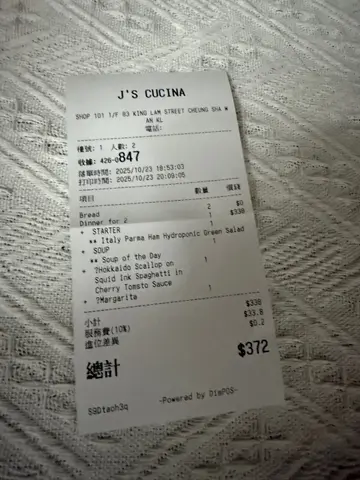 J'S CUCINA
SHOP 101 1/F 83 KING LAM STREET CHEUNG SHA W
AN KL
電話:
檯號: 1 人數: 2
收據: 426-0847
落單時間: 2025/10/23 18:53:03
打印時間: 2025/10/23 20:09:05
項目 數量 價錢
Bread 2 $0
Dinner for 2 1 $338
+ STARTER 1 $0
** Italy Parma Ham Hydroponic Green Salad
+ SOUP 1
** Soup of the Day
+ ?Hokkaido Scallop on 1
Squid Ink Spaghetti in
Cherry Tomsto Sauce
+ ?Margarita 1
小計 $338
服務費(10%) $33.8
進位差異 $0.2
總計 $372
-Powered by DimPOS-